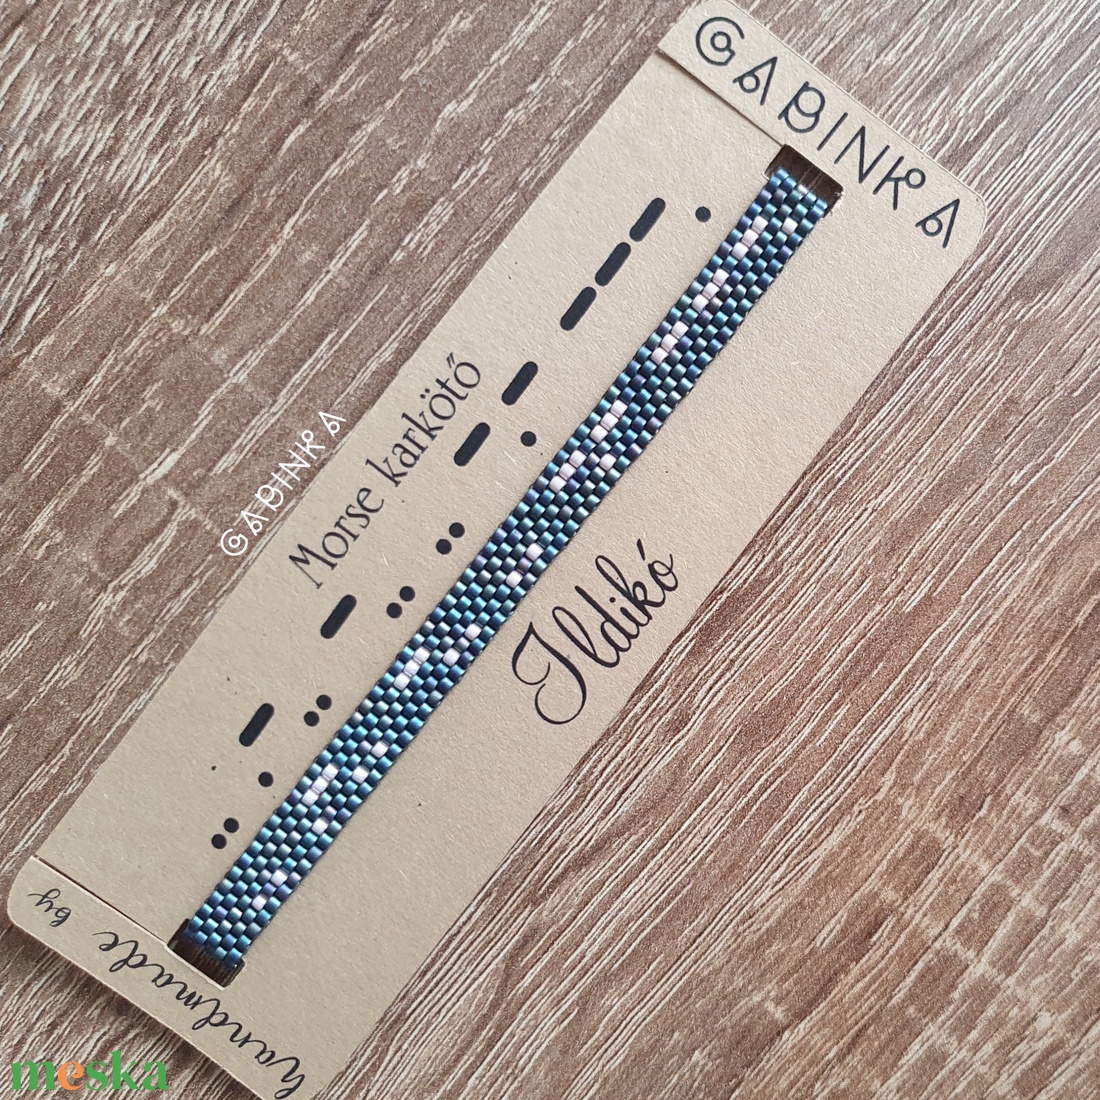 GABINKA
Morse karkötő
GABINKA
Ildikó
handmade by
meska